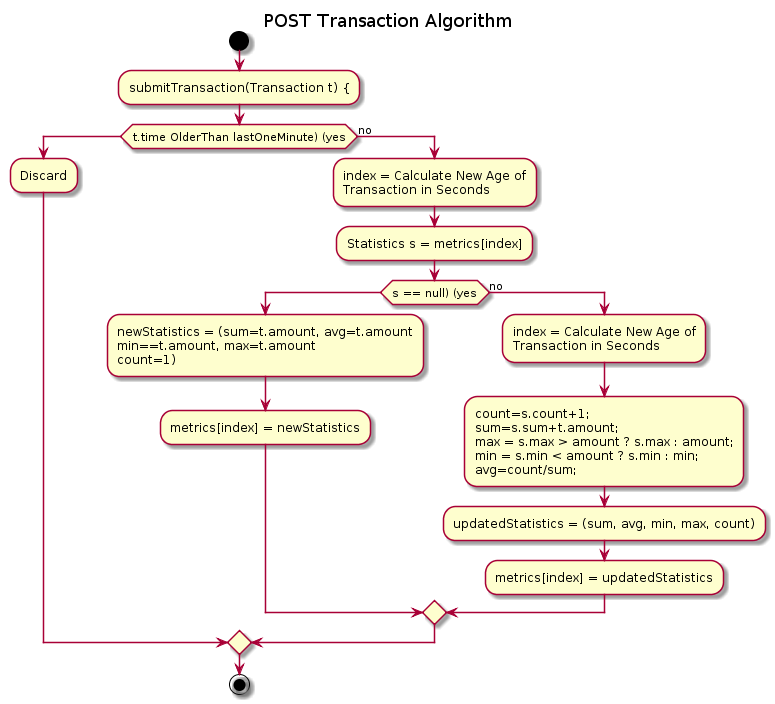 POST Transaction Algorithm
submitTransaction(Transaction t) {
t.time OlderThan lastOneMinute) (yes
no
Discard
index = Calculate New Age of
Transaction in Seconds
Statistics s = metrics[index]
s == null) (yes
no
newStatistics = (sum=t.amount, avg=t.amount
min==t.amount, max=t.amount
count=1)
metrics[index] = newStatistics
index = Calculate New Age of
Transaction in Seconds
count=s.count+1;
sum=s.sum+t.amount;
max = s.max > amount ? s.max : amount;
min = s.min < amount ? s.min : min;
avg=count/sum;
updatedStatistics = (sum, avg, min, max, count)
metrics[index] = updatedStatistics